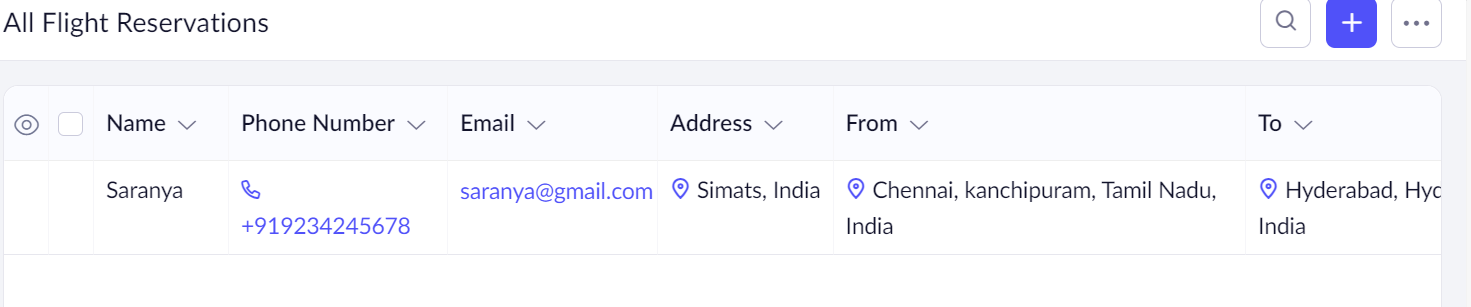 All Flight Reservations
Name Phone Number Email Address From To
Saranya saranya@gmail.com Simats, India Chennai, kanchipuram, Tamil Nadu, Hyderabad,
+919234245678 India India